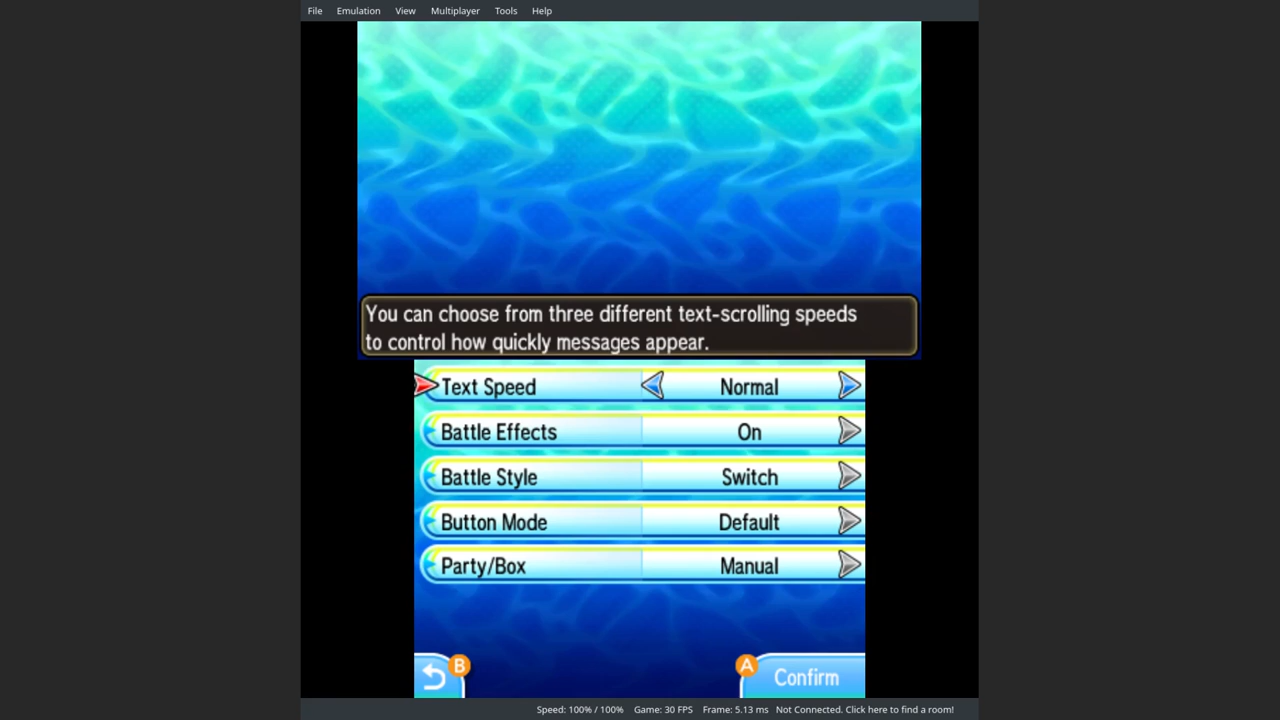 File Emulation View Multiplayer Tools Help
You can choose from three different text-scrolling speeds
to control how quickly messages appear.
Text Speed Normal
Battle Effects On
Battle Style Switch
Button Mode Default
Party/Box Manual
B A Confirm
Speed: 100% / 100% Game: 30 FPS Frame: 5.13 ms Not Connected. Click here to find a room!